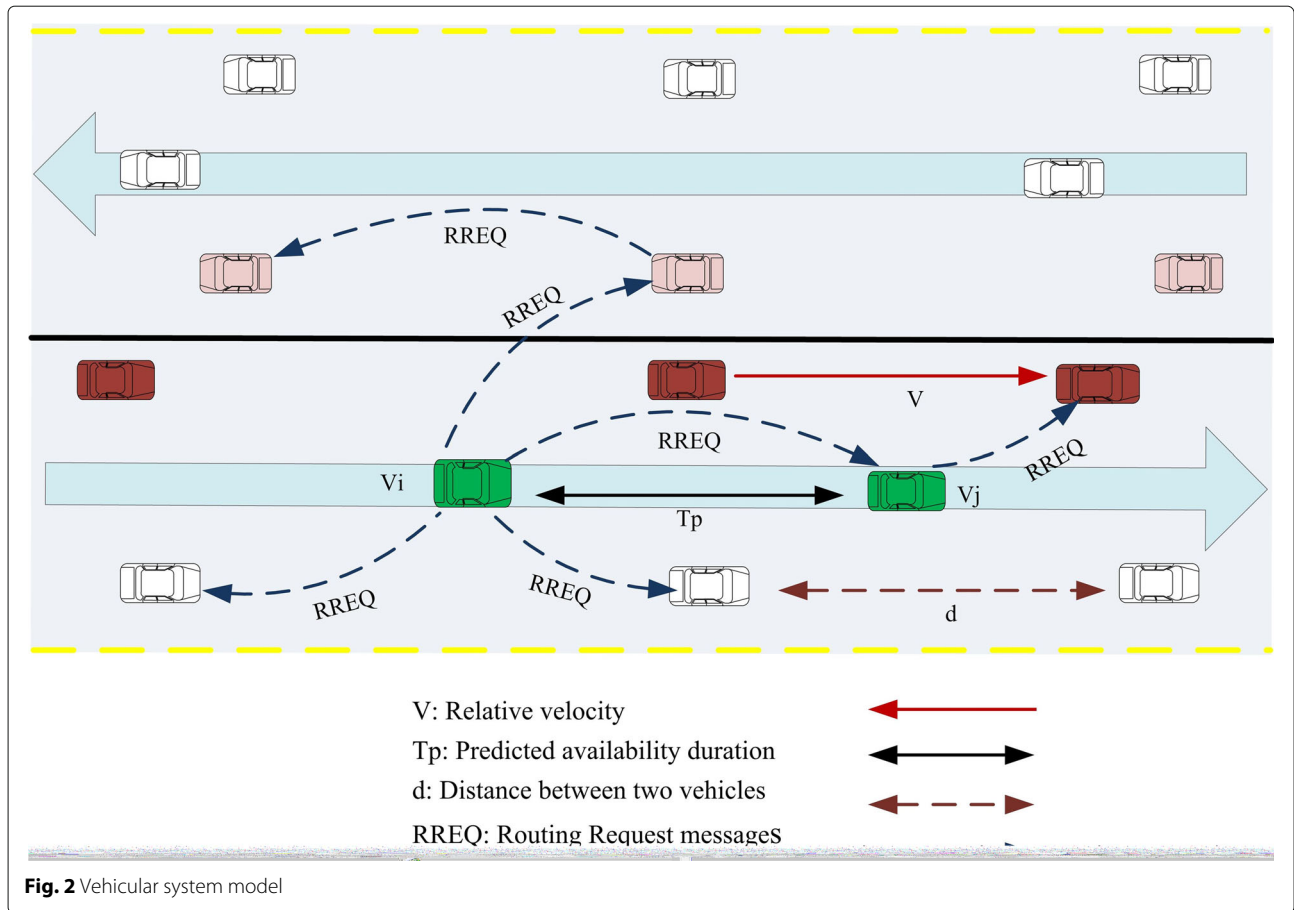 RREQ
RREQ
V
RREQ
RREQ
Vi
Vj
Tp
RREQ
RREQ
d
V: Relative velocity
Tp: Predicted availability duration
d: Distance between two vehicles
RREQ: Routing Request messages
Fig. 2 Vehicular system model